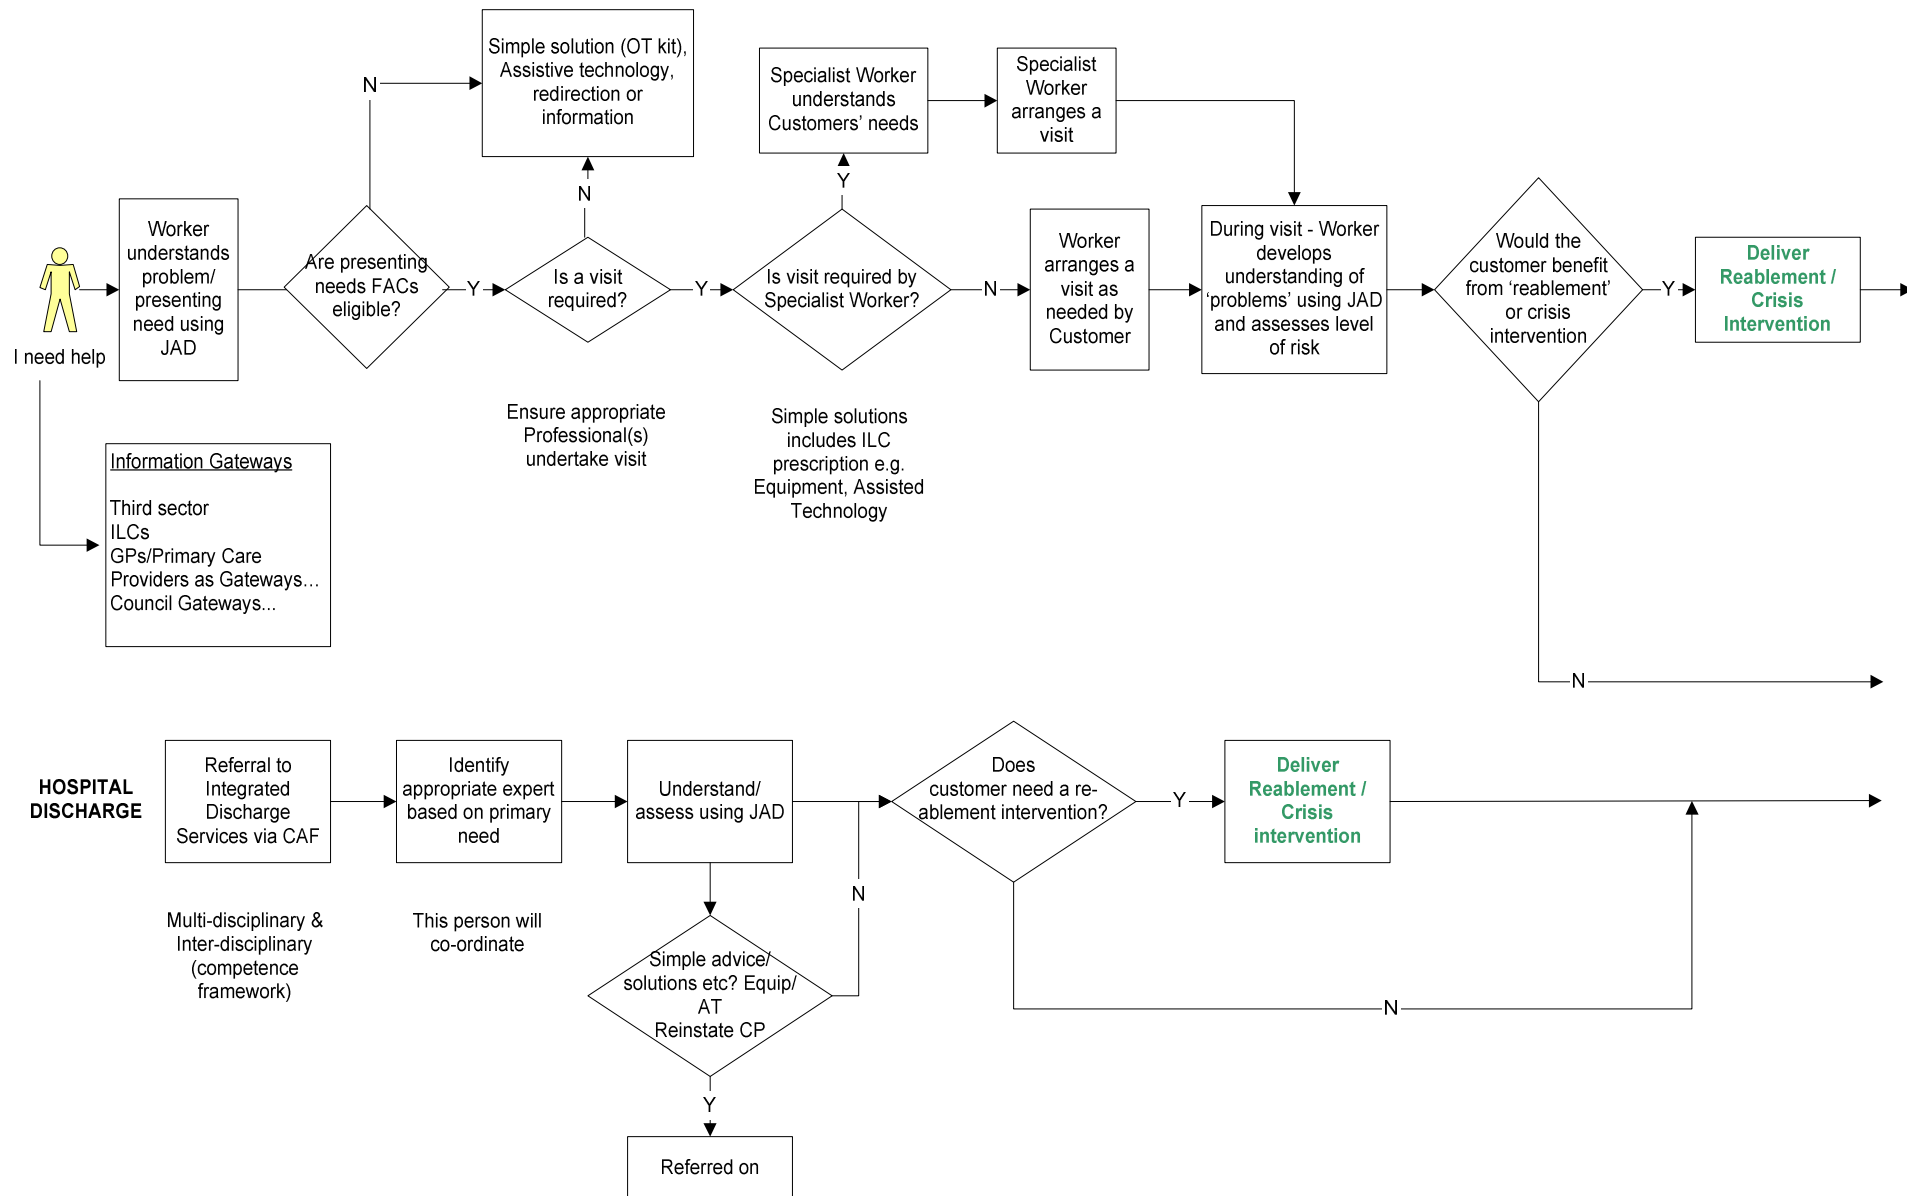 I need help
Worker
understands
problem/
presenting
need using
JAD
Are presenting
needs FACs
eligible?
N
Simple solution (OT kit),
Assistive technology,
redirection or
information
Y
Is a visit
required?
N
Y
Is visit required by
Specialist Worker?
Y
Specialist Worker
understands
Customers’ needs
Specialist
Worker
arranges a
visit
N
Worker
arranges a
visit as
needed by
Customer
During visit - Worker
develops
understanding of
‘problems’ using JAD
and assesses level
of risk
Would the
customer benefit
from ‘reablement’
or crisis
intervention
Y
Deliver
Reablement /
Crisis
Intervention
N
Ensure appropriate
Professional(s)
undertake visit
Simple solutions
includes ILC
prescription e.g.
Equipment, Assisted
Technology
Information Gateways
Third sector
ILCs
GPs/Primary Care
Providers as Gateways…
Council Gateways...
HOSPITAL
DISCHARGE
Referral to
Integrated
Discharge
Services via CAF
Identify
appropriate expert
based on primary
need
Understand/
assess using JAD
Does
customer need a re-
ablement intervention?
Y
Deliver
Reablement /
Crisis
intervention
N
N
Multi-disciplinary &
Inter-disciplinary
(competence
framework)
This person will
co-ordinate
Simple advice/
solutions etc? Equip/
AT
Reinstate CP
Y
Referred on